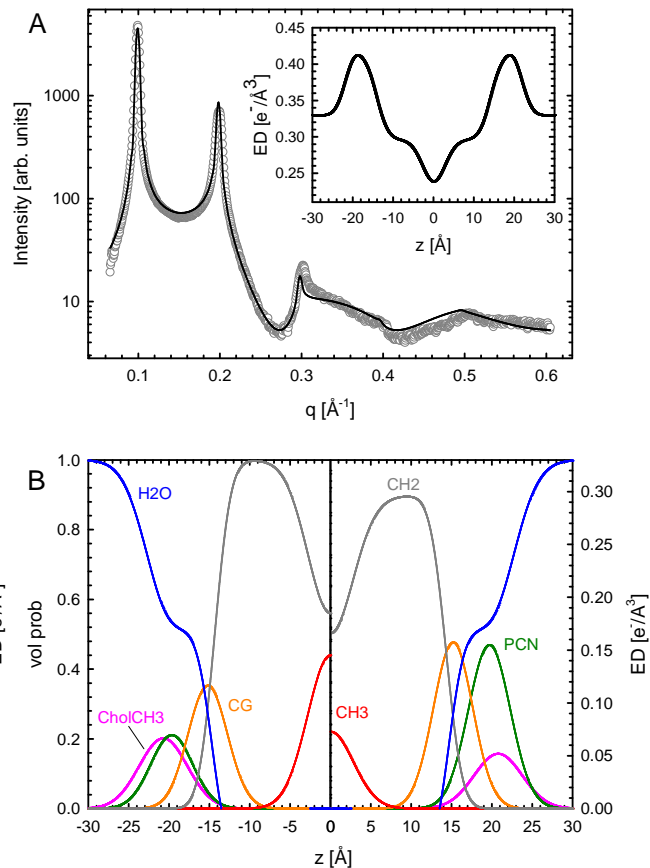 A
Intensity [arb. units]
1000
100
10
0.1 0.2 0.3 0.4 0.5 0.6
q [Å-1]
ED [e-/Å3]
0.45
0.40
0.35
0.30
0.25
-30 -20 -10 0 10 20 30
z [Å]
B
vol prob
1.0
0.8
0.6
0.4
0.2
0.0
H2O
CH2
PCN
CG
CH3
CholCH3
0.30
0.25
0.20
0.15
0.10
0.05
0.00
ED [e-/Å3]
-30 -25 -20 -15 -10 -5 0 5 10 15 20 25 30
z [Å]